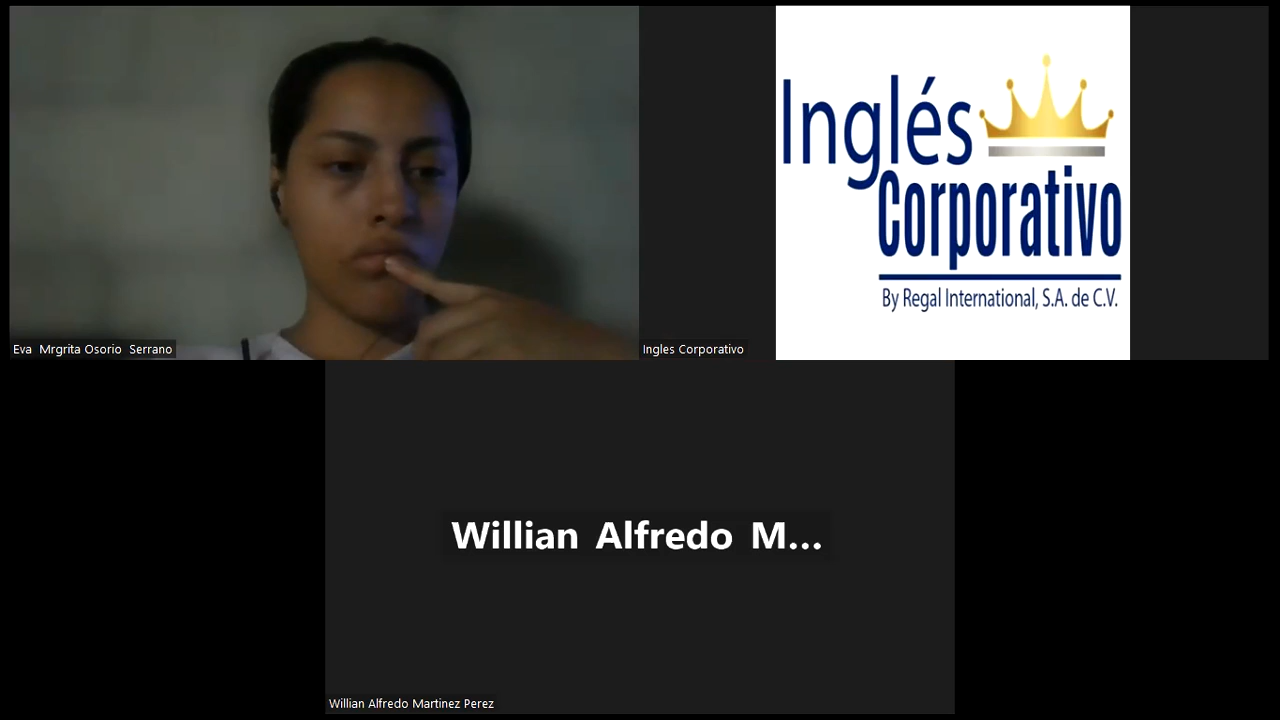 Inglés
Corporativo
By Regal International, S.A. de C.V.
Eva Mrgrita Osorio Serrano
Ingles Corporativo
Willian Alfredo M...
Willian Alfredo Martinez Perez